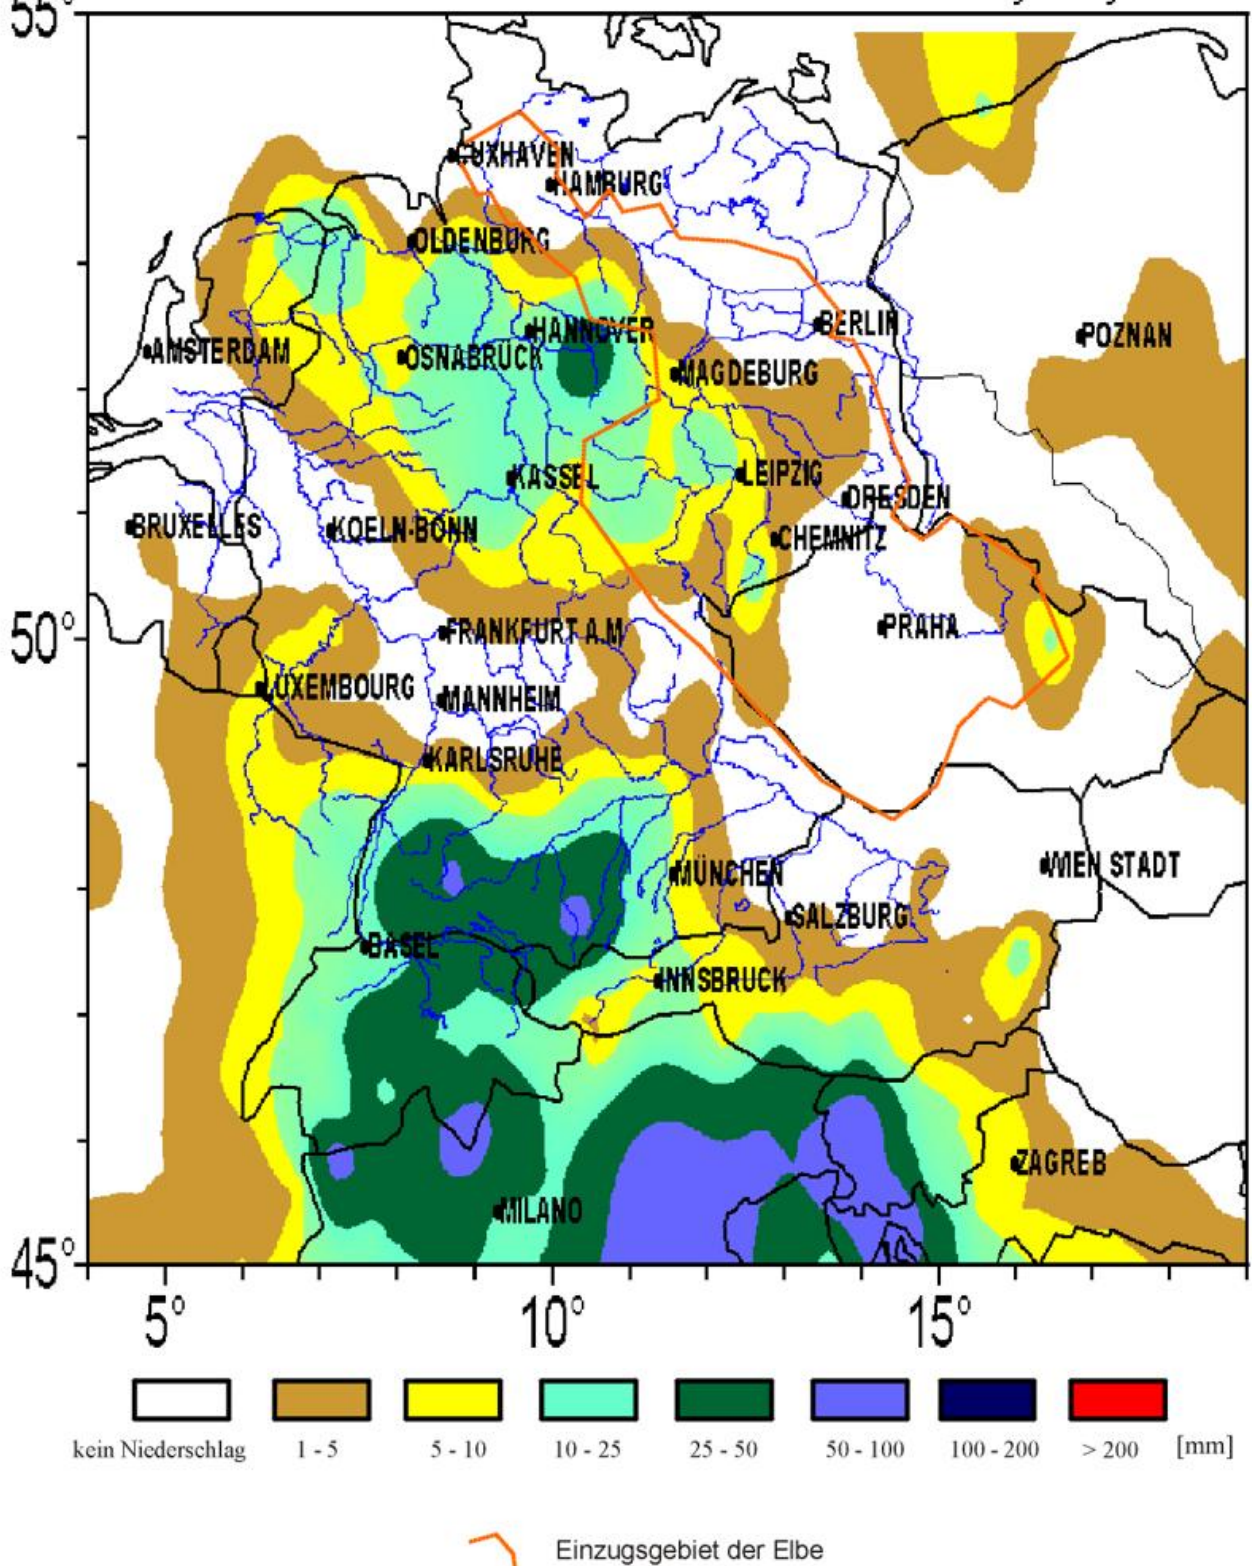 55°
CUXHAVEN
HAMBURG
OLDENBURG
HANNOVER
BERLIN
POZNAN
AMSTERDAM
OSNABRUCK
MAGDEBURG
KASSEL
LEIPZIG
DRESDEN
BRUXELLES
KOELN-BONN
CHEMNITZ
50°
FRANKFURT A.M
PRAHA
LUXEMBOURG
MANNHEIM
KARLSRUHE
MÜNCHEN
WIEN STADT
SALZBURG
BASEL
INNSBRUCK
ZAGREB
MILANO
45°
5° 10° 15°
kein Niederschlag 1 - 5 5 - 10 10 - 25 25 - 50 50 - 100 100 - 200 > 200 [mm]
Einzugsgebiet der Elbe